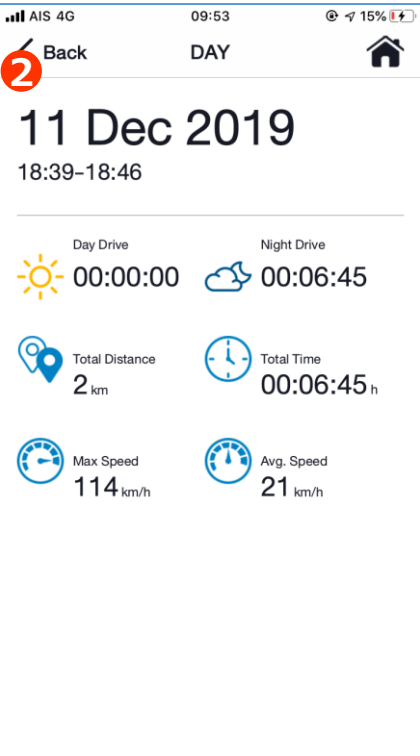 AIS 4G 09:53 15%
2 Back DAY
11 Dec 2019
18:39-18:46
Day Drive Night Drive
00:00:00 00:06:45
Total Distance Total Time
2 km 00:06:45 h
Max Speed Avg. Speed
114 km/h 21 km/h